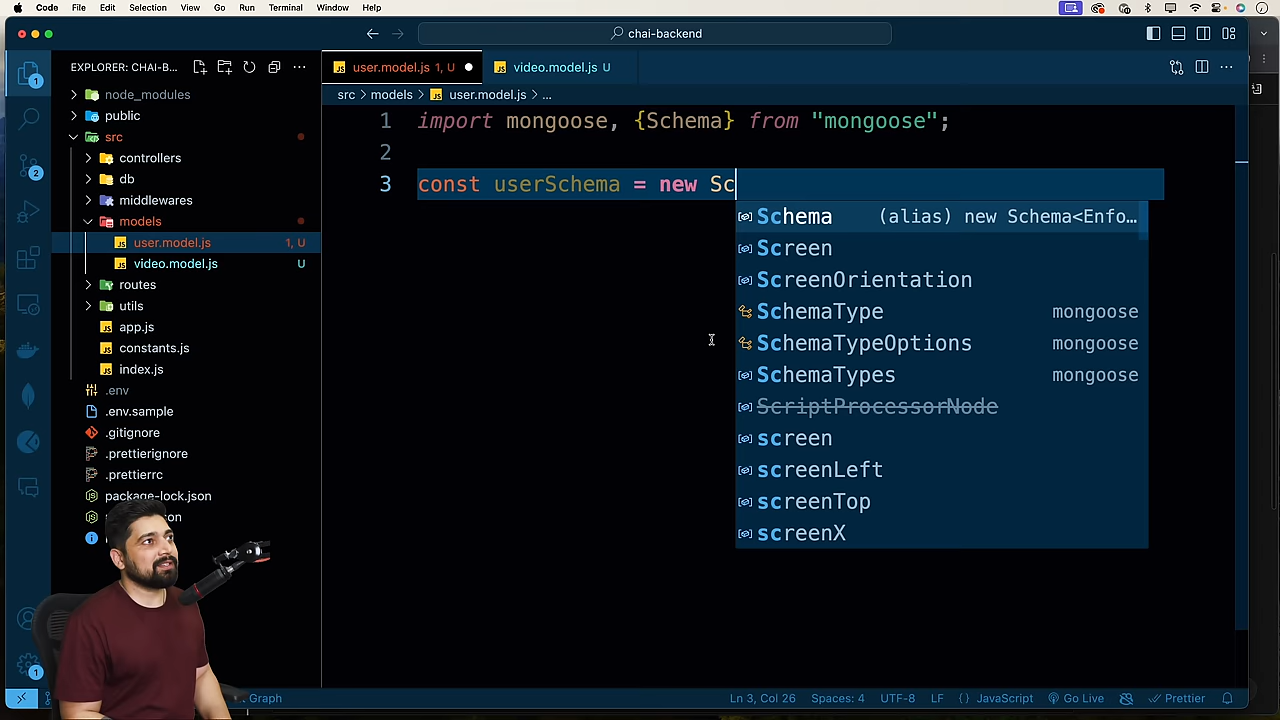 Code File Edit Selection View Go Run Terminal Window Help
chai-backend
EXPLORER: CHAI-B...
user.model.js 1, U
video.model.js U
node_modules
src > models > user.model.js > ...
public
src
controllers
db
middlewares
models
user.model.js 1, U
video.model.js U
routes
utils
app.js
constants.js
index.js
.env
.env.sample
.gitignore
.prettierignore
.prettierrc
package-lock.json
1
2
2
1
1 import mongoose, {Schema} from "mongoose";
2
3 const userSchema = new Sc
Schema (alias) new Schema<Enfo...
Screen
ScreenOrientation
SchemaType mongoose
SchemaTypeOptions mongoose
SchemaTypes mongoose
ScriptProcessorNode
screen
screenLeft
screenTop
screenX
Graph Ln 3, Col 26 Spaces: 4 UTF-8 LF {} JavaScript Go Live Prettier